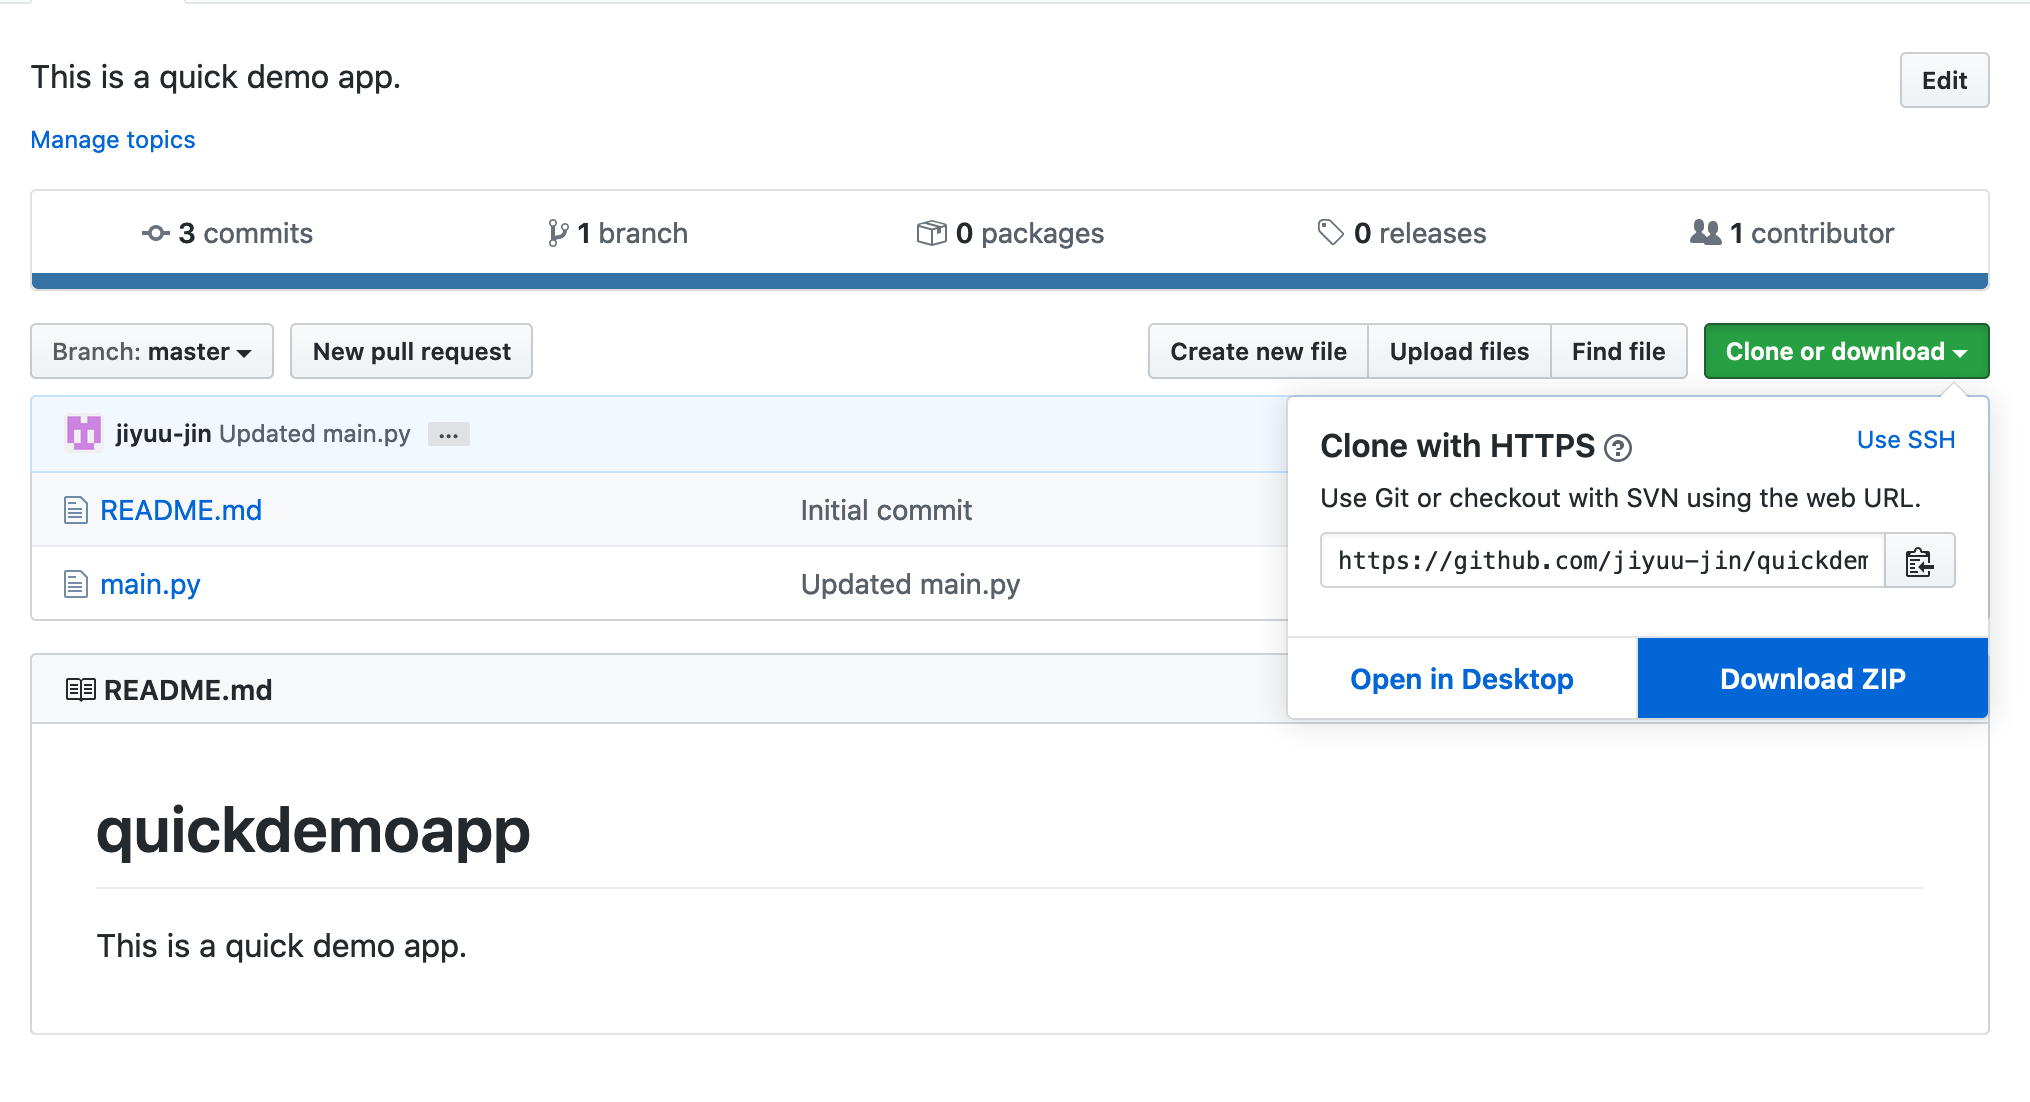 This is a quick demo app.
Edit
Manage topics
3 commits
1 branch
0 packages
0 releases
1 contributor
Branch: master
New pull request
Create new file
Upload files
Find file
Clone or download
jiyuu-jin Updated main.py ...
README.md
Initial commit
main.py
Updated main.py
Clone with HTTPS
Use SSH
Use Git or checkout with SVN using the web URL.
https://github.com/jiyuu-jin/quickdem
Open in Desktop
Download ZIP
README.md
quickdemoapp
This is a quick demo app.